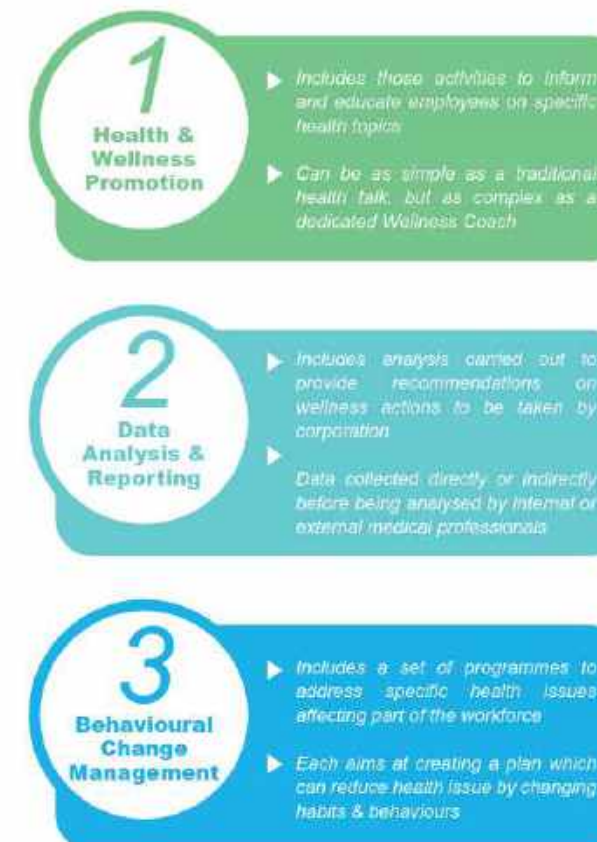 1
Health &
Wellness
Promotion
Includes those activities to inform
and educate employees on specific
health topics
Can be as simple as a traditional
health talk, but as complex as a
dedicated Wellness Coach
2
Data
Analysis &
Reporting
Includes analysis carried out to
provide recommendations on
wellness actions to be taken by
corporation
Data collected directly or indirectly
before being analysed by internal or
external medical professionals
3
Behavioural
Change
Management
Includes a set of programmes to
address specific health issues
affecting part of the workforce
Each aims at creating a plan which
can reduce health issue by changing
habits & behaviours